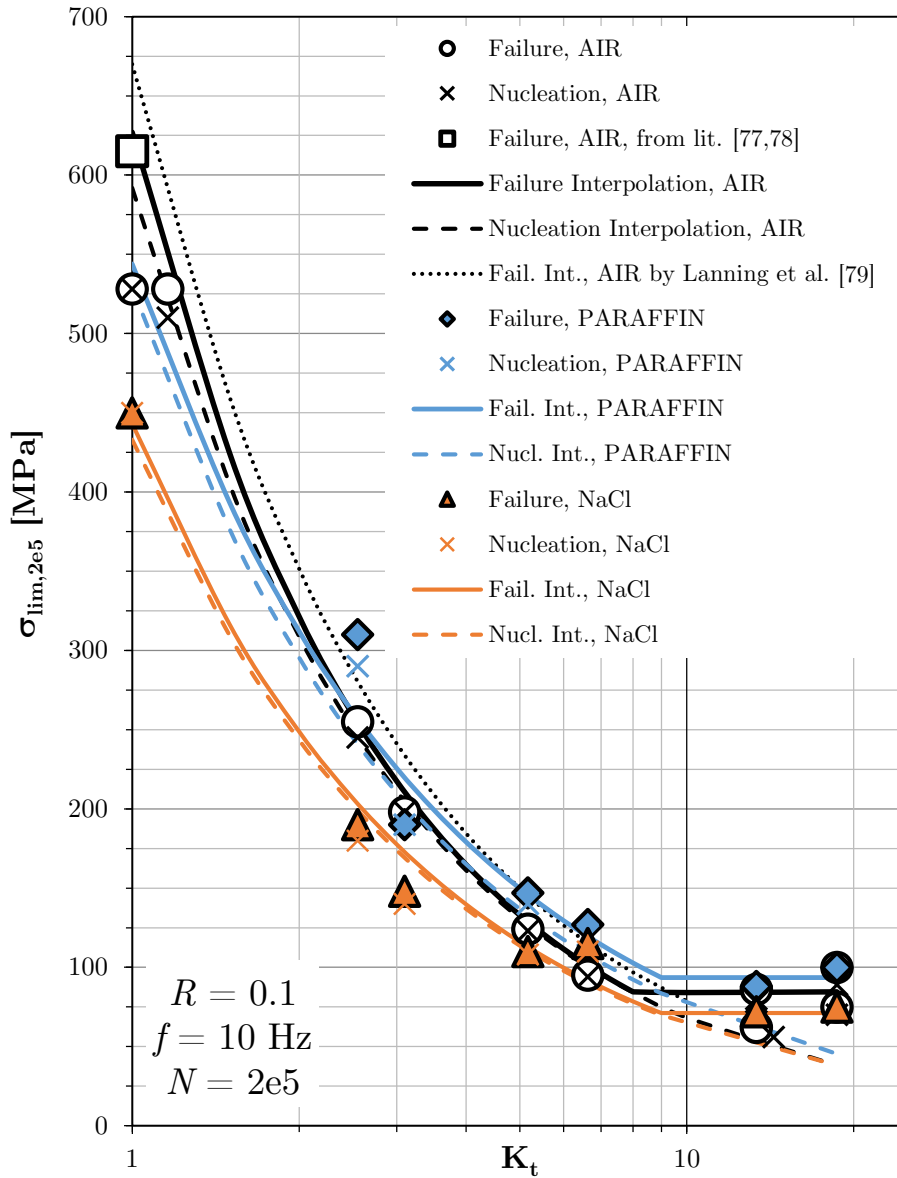 700
600
500
400
300
200
100
0
σlim,2e5 [MPa]
Failure, AIR
Nucleation, AIR
Failure, AIR, from lit. [77,78]
Failure Interpolation, AIR
Nucleation Interpolation, AIR
Fail. Int., AIR by Lanning et al. [79]
Failure, PARAFFIN
Nucleation, PARAFFIN
Fail. Int., PARAFFIN
Nucl. Int., PARAFFIN
Failure, NaCl
Nucleation, NaCl
Fail. Int., NaCl
Nucl. Int., NaCl
R = 0.1
f = 10 Hz
N = 2e5
1
10
Kt